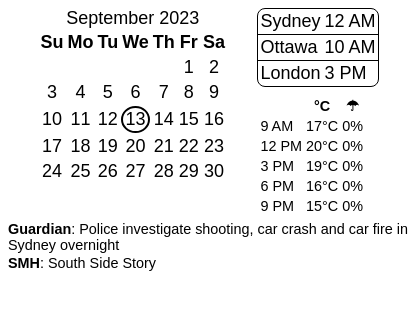 September 2023
Su Mo Tu We Th Fr Sa
1 2
3 4 5 6 7 8 9
10 11 12 13 14 15 16
17 18 19 20 21 22 23
24 25 26 27 28 29 30
Sydney 12 AM
Ottawa 10 AM
London 3 PM
°C ☂
9 AM 17°C 0%
12 PM 20°C 0%
3 PM 19°C 0%
6 PM 16°C 0%
9 PM 15°C 0%
Guardian: Police investigate shooting, car crash and car fire in
Sydney overnight
SMH: South Side Story